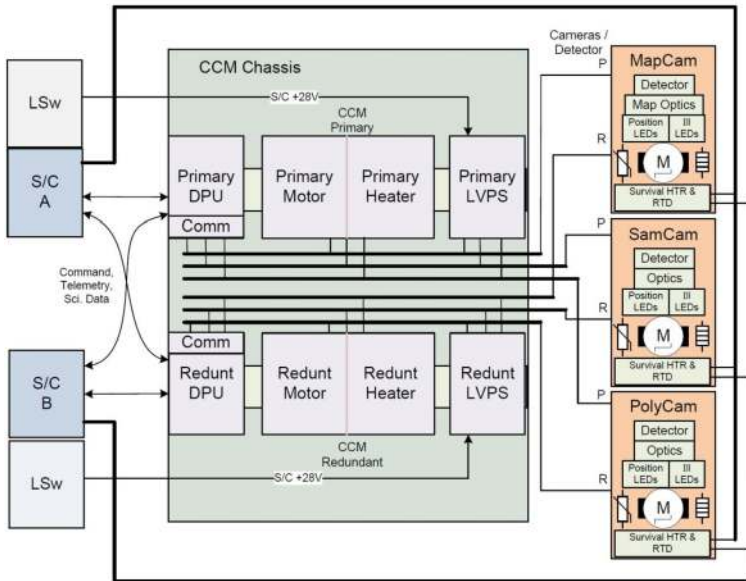 Cameras /
Detector
P
MapCam
Detector
Map Optics
Position
LEDs
Ill
LEDs
R
M
Survival HTR &
RTD
CCM Chassis
LSw
S/C +28V
CCM
Primary
S/C
A
Primary
DPU
Comm
Primary
Motor
Primary
Heater
Primary
LVPS
P
SamCam
Detector
Optics
Position
LEDs
Ill
LEDs
R
M
Survival HTR &
RTD
Command,
Telemetry,
Sci. Data
Comm
Redunt
DPU
Redunt
Motor
Redunt
Heater
Redunt
LVPS
S/C
B
CCM
Redundant
LSw
S/C +28V
P
PolyCam
Detector
Optics
Position
LEDs
Ill
LEDs
R
M
Survival HTR &
RTD